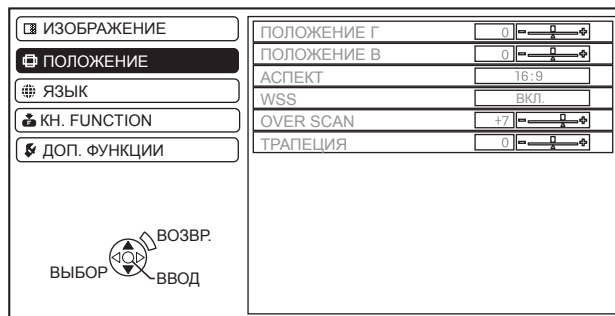 ИЗОБРАЖЕНИЕ
ПОЛОЖЕНИЕ
ЯЗЫК
КН. FUNCTION
ДОП. ФУНКЦИИ
ПОЛОЖЕНИЕ Г 0
ПОЛОЖЕНИЕ В 0
АСПЕКТ 16:9
WSS ВКЛ.
OVER SCAN +7
ТРАПЕЦИЯ 0
ВОЗВР.
ВЫБОР
ВВОД